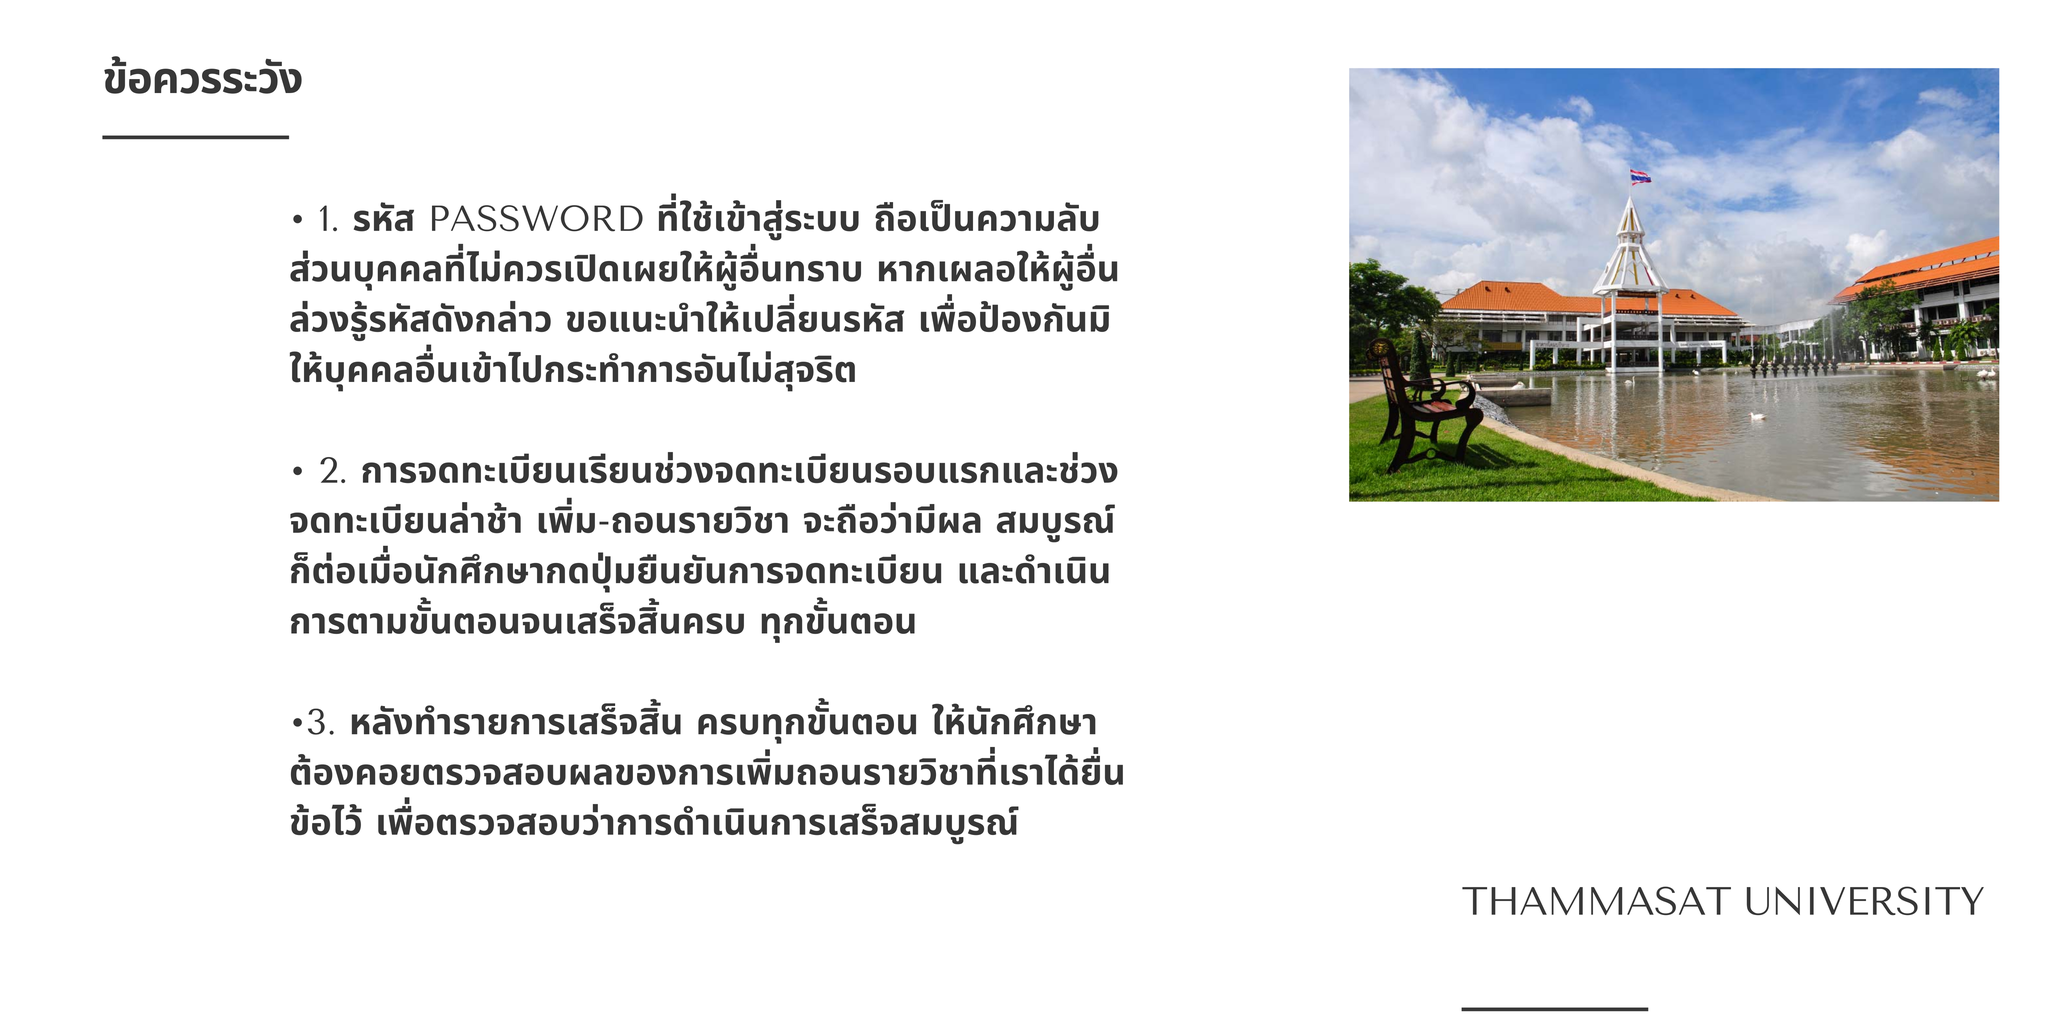 ข้อควรระวัง
• 1. รหัส PASSWORD ที่ใช้เข้าสู่ระบบ ถือเป็นความลับ
ส่วนบุคคลที่ไม่ควรเปิดเผยให้ผู้อื่นทราบ หากเผลอให้ผู้อื่น
ล่วงรู้รหัสดังกล่าว ขอแนะนำให้เปลี่ยนรหัส เพื่อป้องกันมิ
ให้บุคคลอื่นเข้าไปกระทำการอันไม่สุจริต
• 2. การจดทะเบียนเรียนช่วงจดทะเบียนรอบแรกและช่วง
จดทะเบียนล่าช้า เพิ่ม-ถอนรายวิชา จะถือว่ามีผล สมบูรณ์
ก็ต่อเมื่อนักศึกษากดปุ่มยืนยันการจดทะเบียน และดำเนิน
การตามขั้นตอนจนเสร็จสิ้นครบ ทุกขั้นตอน
•3. หลังทำรายการเสร็จสิ้น ครบทุกขั้นตอน ให้นักศึกษา
ต้องคอยตรวจสอบผลของการเพิ่มถอนรายวิชาที่เราได้ยื่น
ข้อไว้ เพื่อตรวจสอบว่าการดำเนินการเสร็จสมบูรณ์
THAMMASAT UNIVERSITY